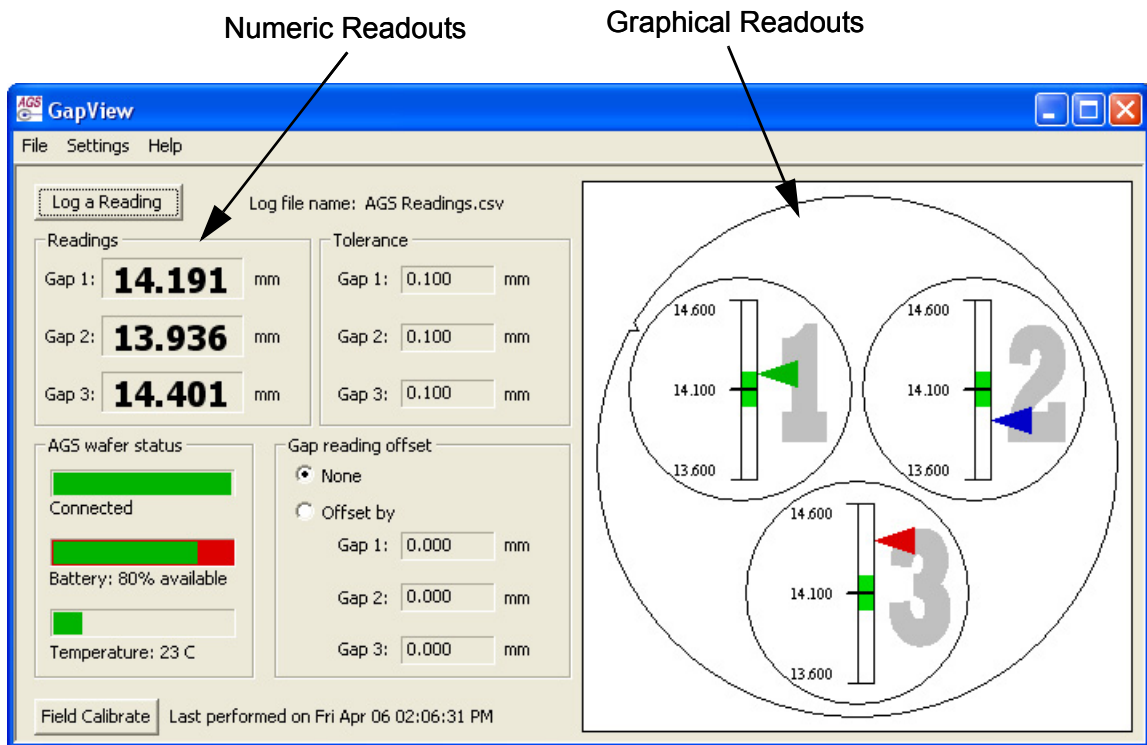 Numeric Readouts
Graphical Readouts
AGS GapView
File Settings Help
Log a Reading
Log file name: AGS Readings.csv
Readings
Gap 1: 14.191 mm
Gap 2: 13.936 mm
Gap 3: 14.401 mm
Tolerance
Gap 1: 0.100 mm
Gap 2: 0.100 mm
Gap 3: 0.100 mm
AGS wafer status
Connected
Battery: 80% available
Temperature: 23 C
Gap reading offset
None
Offset by
Gap 1: 0.000 mm
Gap 2: 0.000 mm
Gap 3: 0.000 mm
Field Calibrate
Last performed on Fri Apr 06 02:06:31 PM
14.600
14.100
13.600
1
14.600
14.100
13.600
2
14.600
14.100
13.600
3